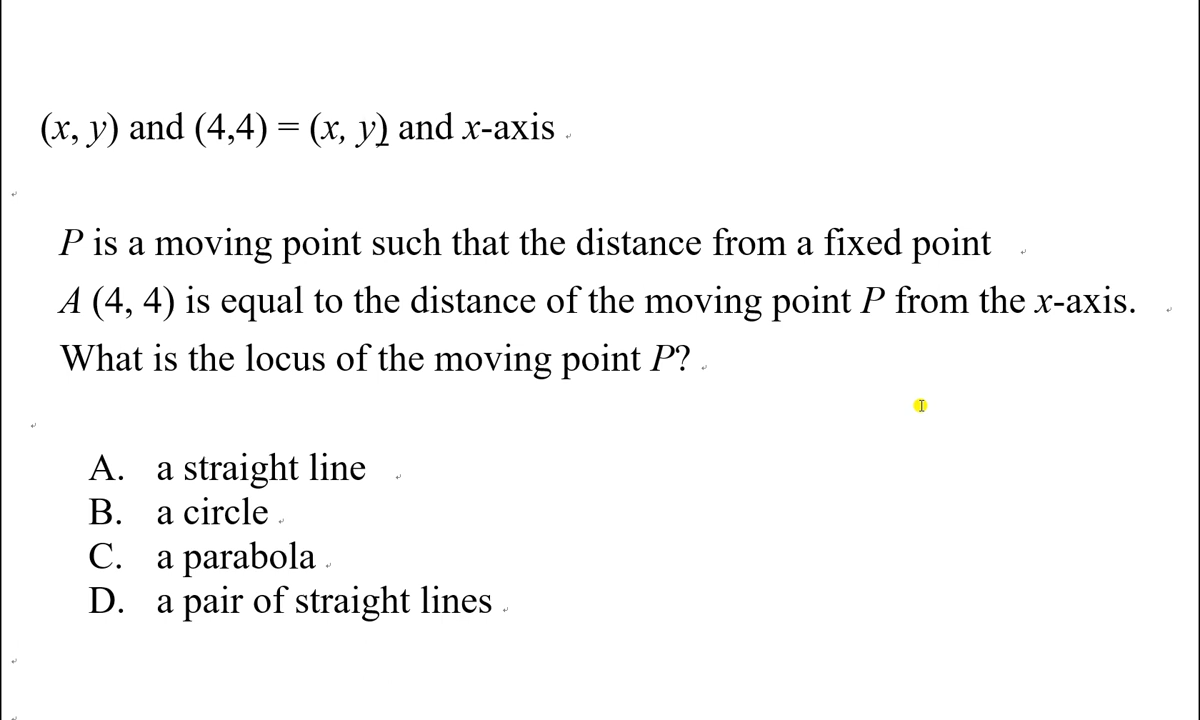 (x, y) and (4,4) = (x, y) and x-axis
P is a moving point such that the distance from a fixed point
A (4, 4) is equal to the distance of the moving point P from the x-axis.
What is the locus of the moving point P?
A. a straight line
B. a circle
C. a parabola
D. a pair of straight lines